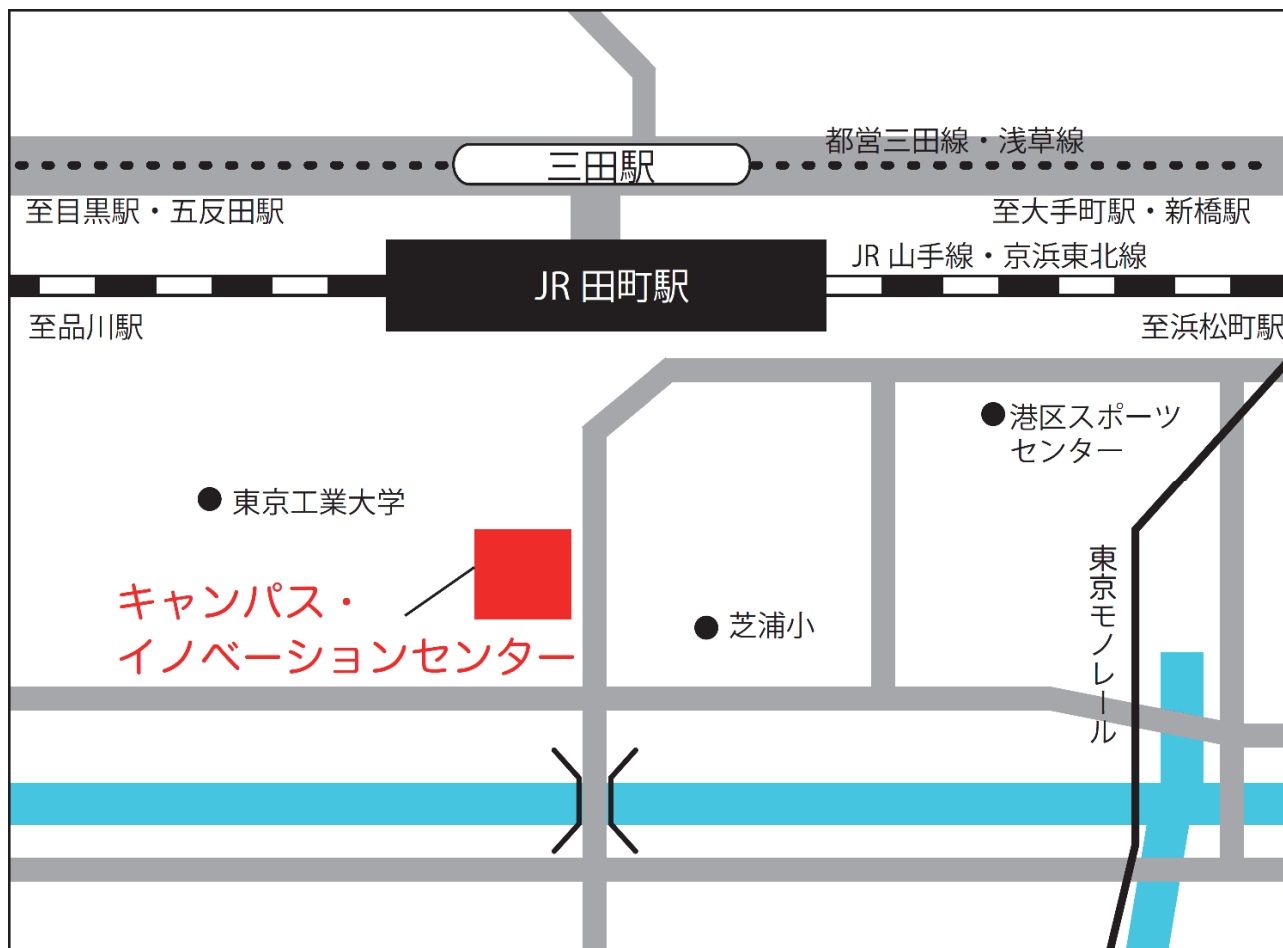 都営三田線・浅草線
三田駅
至目黒駅・五反田駅
至大手町駅・新橋駅
JR 山手線・京浜東北線
JR 田町駅
至品川駅
至浜松町駅
港区スポーツ
センター
東京工業大学
キャンパス・
イノベーションセンター
芝浦小
東京モノレール